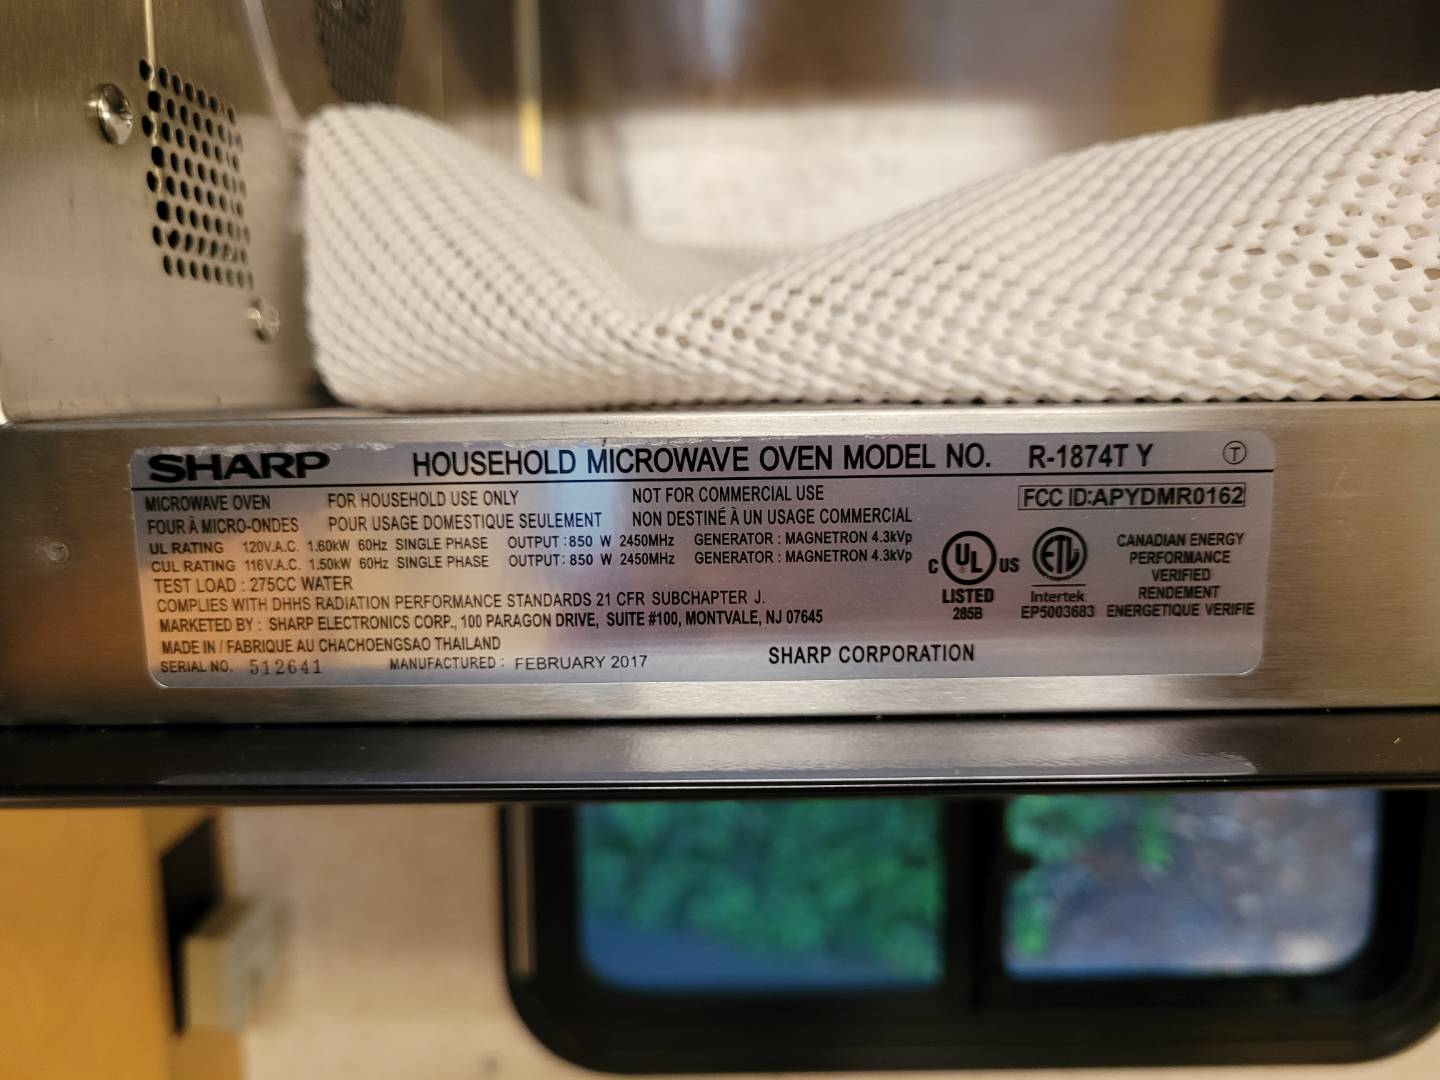 SHARP HOUSEHOLD MICROWAVE OVEN MODEL NO. R-1874T Y T
MICROWAVE OVEN FOR HOUSEHOLD USE ONLY NOT FOR COMMERCIAL USE
FOUR À MICRO-ONDES POUR USAGE DOMESTIQUE SEULEMENT NON DESTINÉ À UN USAGE COMMERCIAL
UL RATING 120V.A.C. 1.60kW 60Hz SINGLE PHASE OUTPUT : 850 W 2450MHz GENERATOR : MAGNETRON 4.3kVp
CUL RATING 116V.A.C. 1.50kW 60Hz SINGLE PHASE OUTPUT : 850 W 2450MHz GENERATOR : MAGNETRON 4.3kVp
TEST LOAD : 275CC WATER
COMPLIES WITH DHHS RADIATION PERFORMANCE STANDARDS 21 CFR SUBCHAPTER J.
MARKETED BY : SHARP ELECTRONICS CORP., 100 PARAGON DRIVE, SUITE #100, MONTVALE, NJ 07645
MADE IN / FABRIQUE AU CHACHOENGSAO THAILAND
SERIAL NO. 512641 MANUFACTURED : FEBRUARY 2017 SHARP CORPORATION
FCC ID:APYDMR0162
C UL US
LISTED
285B
ETL
Intertek
EP5003683
CANADIAN ENERGY
PERFORMANCE
VERIFIED
RENDEMENT
ENERGETIQUE VERIFIE